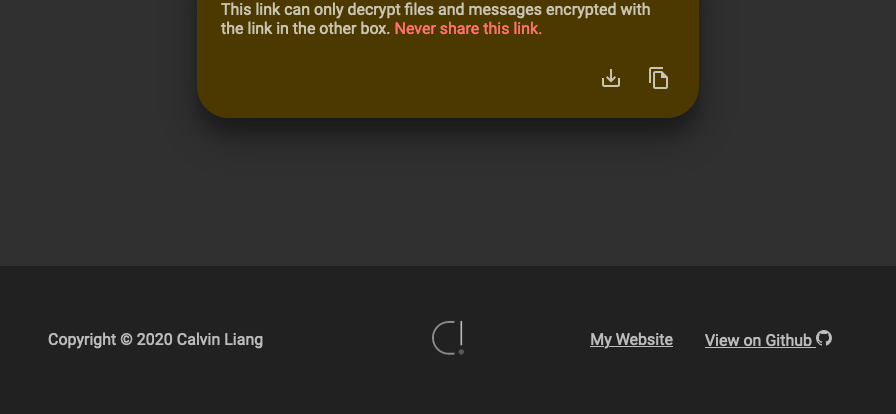 This link can only decrypt files and messages encrypted with
the link in the other box. Never share this link.
Copyright © 2020 Calvin Liang
My Website
View on Github